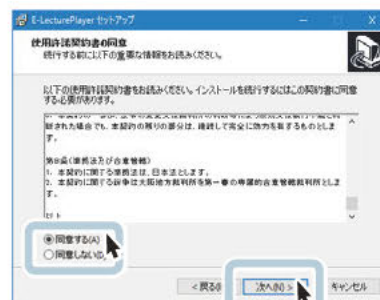 E-LecturePlayer セットアップ
使用許諾契約書の同意
続行する前に以下の重要な情報をお読みください。
以下の使用許諾契約書をお読みください。インストールを続行するにはこの契約書に同意
する必要があります。
断された場合でも、本契約の残りの部分は、継続して完全に効力を有するものとしま
す。
第8条(準拠法及び合意管轄)
1. 本契約に関する準拠法は、日本法とします。
2. 本契約に関する紛争は大阪地方裁判所を第一審の専属的合意管轄裁判所としま
す。
以上
同意する(A)
同意しない(D)
< 戻る(B)
次へ(N) >
キャンセル